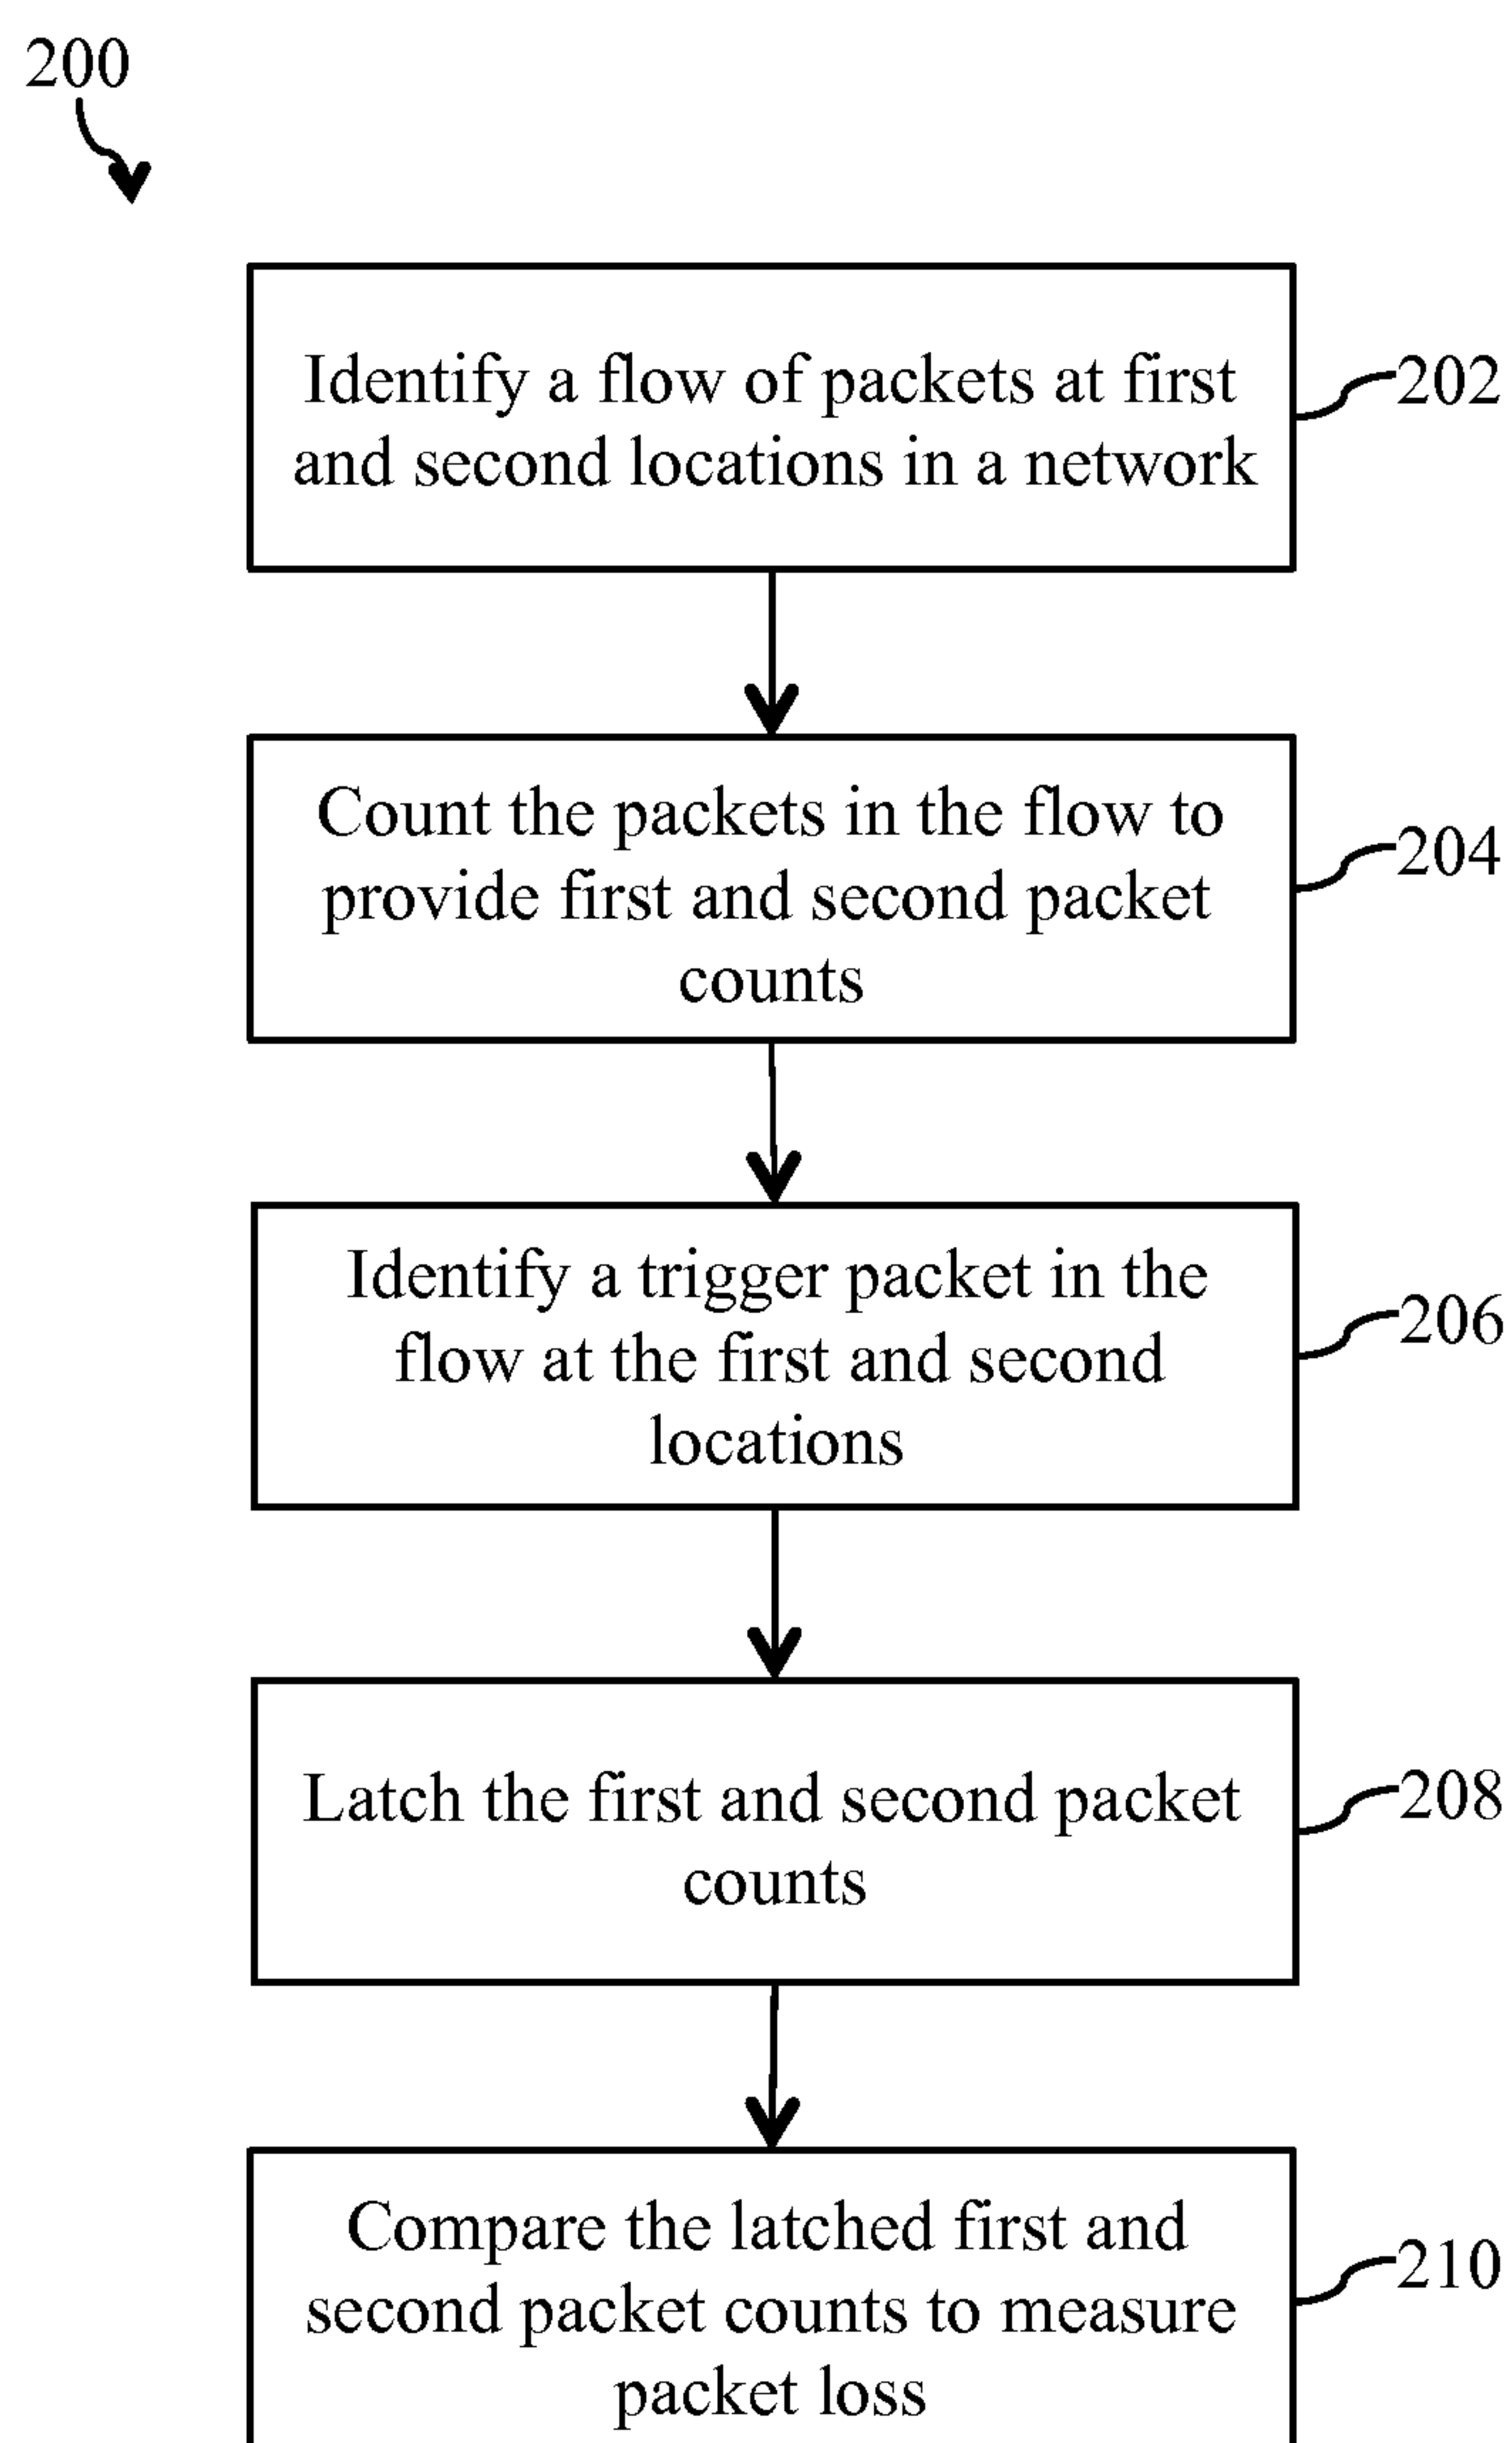 200
Identify a flow of packets at first
and second locations in a network
202
Count the packets in the flow to
provide first and second packet
counts
204
Identify a trigger packet in the
flow at the first and second
locations
206
Latch the first and second packet
counts
208
Compare the latched first and
second packet counts to measure
packet loss
210